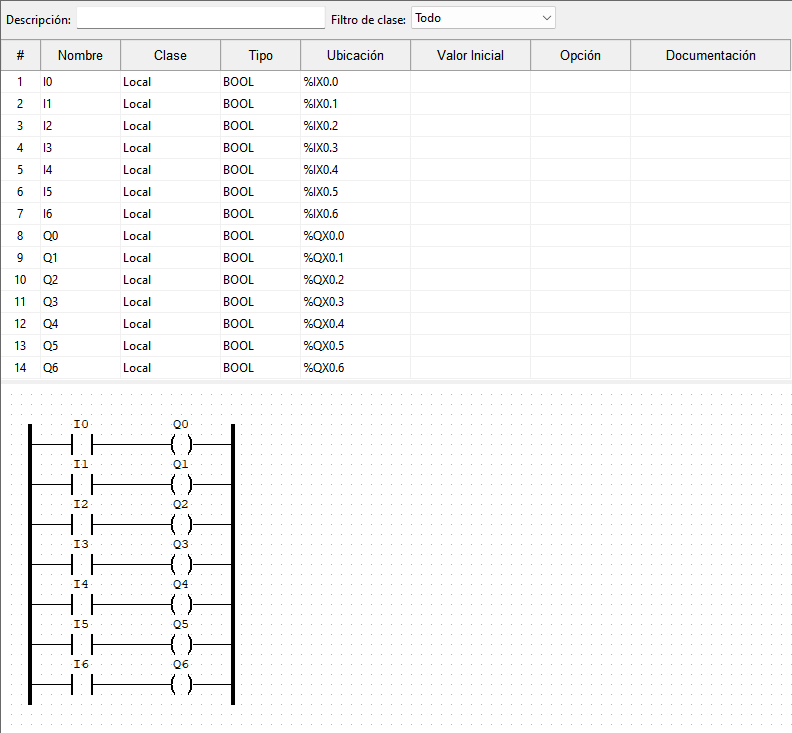 Descripción: Filtro de clase: Todo
# Nombre Clase Tipo Ubicación Valor Inicial Opción Documentación
1 I0 Local BOOL %IX0.0
2 I1 Local BOOL %IX0.1
3 I2 Local BOOL %IX0.2
4 I3 Local BOOL %IX0.3
5 I4 Local BOOL %IX0.4
6 I5 Local BOOL %IX0.5
7 I6 Local BOOL %IX0.6
8 Q0 Local BOOL %QX0.0
9 Q1 Local BOOL %QX0.1
10 Q2 Local BOOL %QX0.2
11 Q3 Local BOOL %QX0.3
12 Q4 Local BOOL %QX0.4
13 Q5 Local BOOL %QX0.5
14 Q6 Local BOOL %QX0.6
I0 Q0
I1 Q1
I2 Q2
I3 Q3
I4 Q4
I5 Q5
I6 Q6